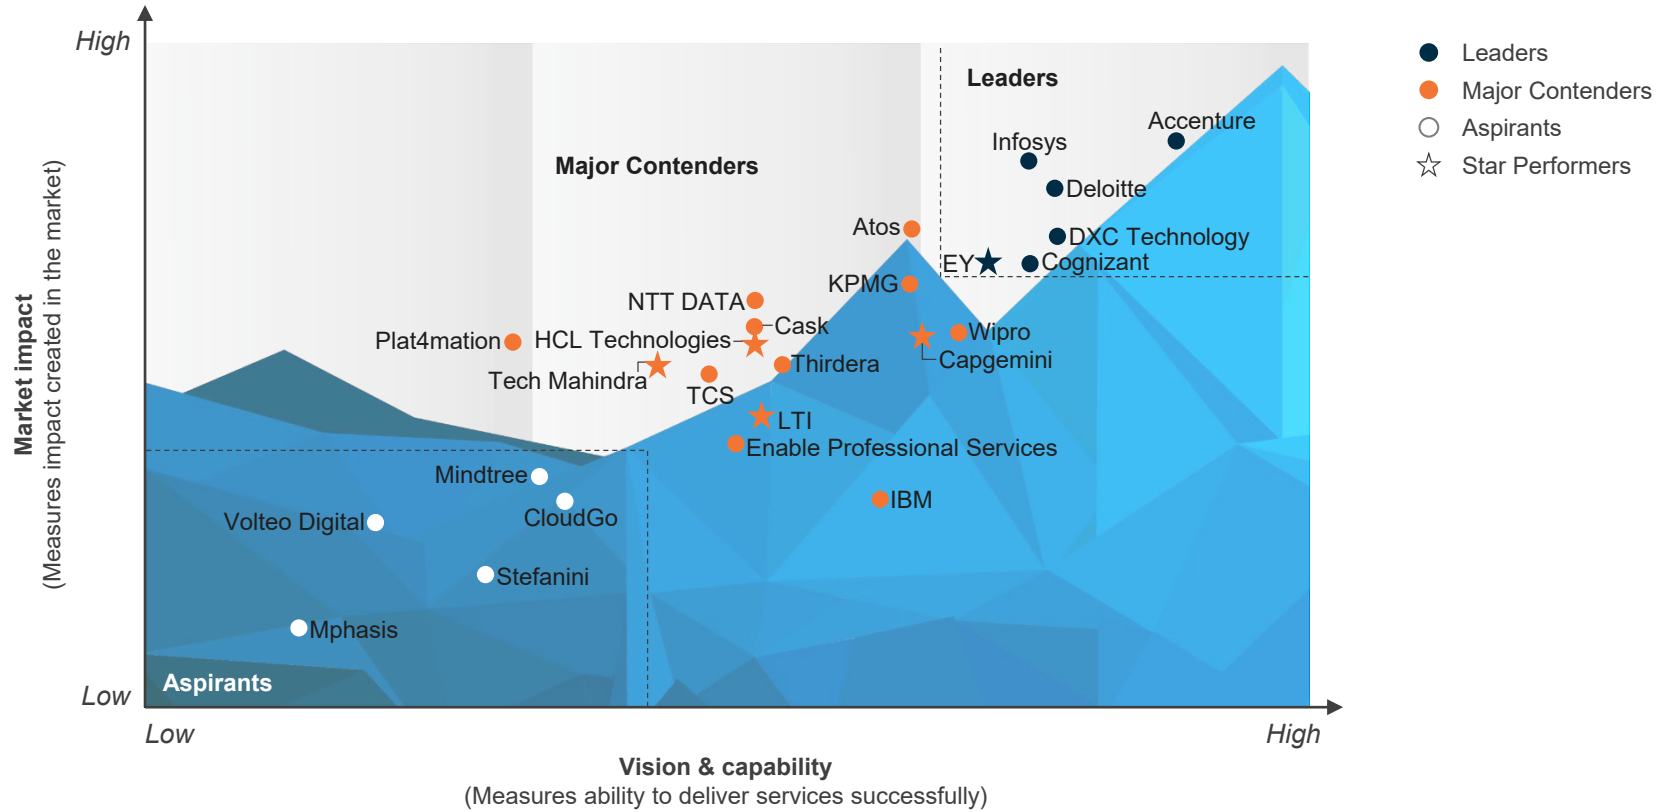 High
Leaders
Leaders
Major Contenders
Aspirants
Star Performers
Accenture
Infosys
Major Contenders
Deloitte
Atos
DXC Technology
EY
Cognizant
KPMG
NTT DATA
Cask
Plat4mation
HCL Technologies
Wipro
Capgemini
Thirdera
Tech Mahindra
TCS
LTI
Enable Professional Services
Mindtree
IBM
CloudGo
Volteo Digital
Stefanini
Mphasis
Aspirants
Market impact
(Measures impact created in the market)
Low
Low
High
Vision & capability
(Measures ability to deliver services successfully)